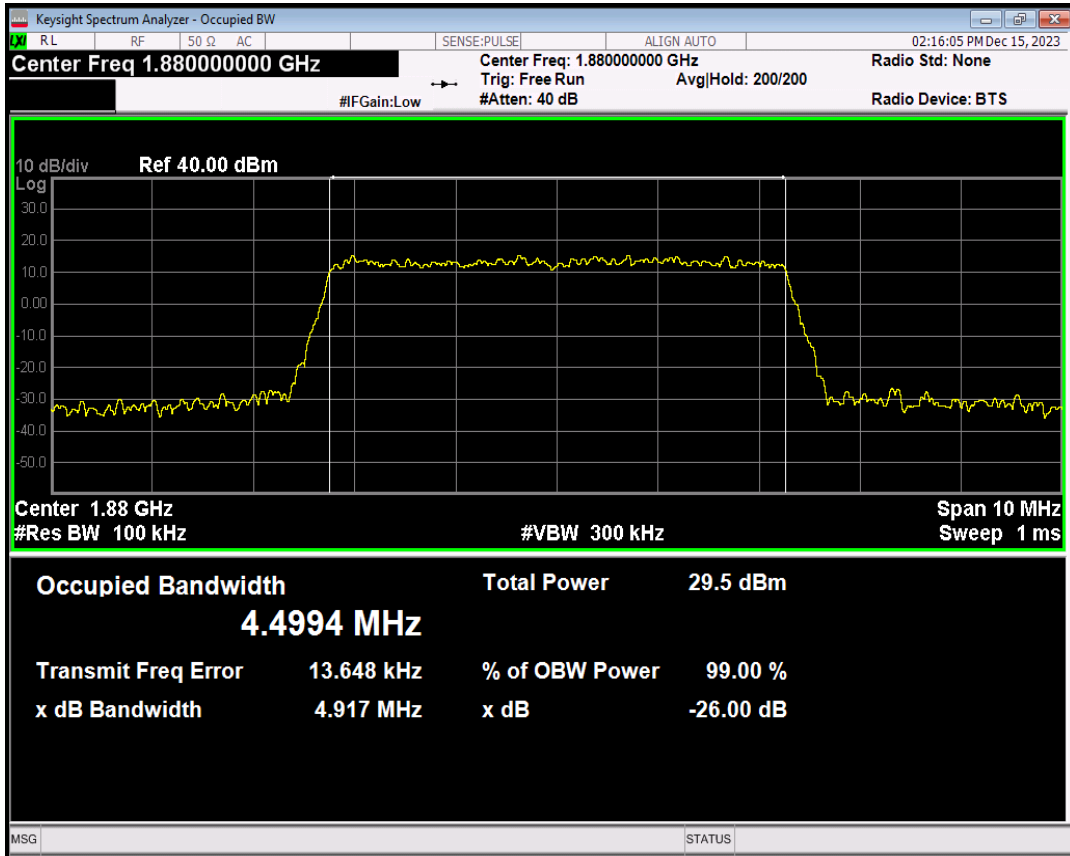 Keysight Spectrum Analyzer - Occupied BW
LXI RL RF 50 Ω AC SENSE:PULSE ALIGN AUTO 02:16:05 PM Dec 15, 2023
Center Freq 1.880000000 GHz Center Freq: 1.880000000 GHz Radio Std: None
Trig: Free Run Avg|Hold: 200/200
#IFGain:Low #Atten: 40 dB Radio Device: BTS
10 dB/div Ref 40.00 dBm
Log
30.0
20.0
10.0
0.00
-10.0
-20.0
-30.0
-40.0
-50.0
Center 1.88 GHz Span 10 MHz
#Res BW 100 kHz #VBW 300 kHz Sweep 1 ms
Occupied Bandwidth Total Power 29.5 dBm
4.4994 MHz
Transmit Freq Error 13.648 kHz % of OBW Power 99.00 %
x dB Bandwidth 4.917 MHz x dB -26.00 dB
MSG STATUS